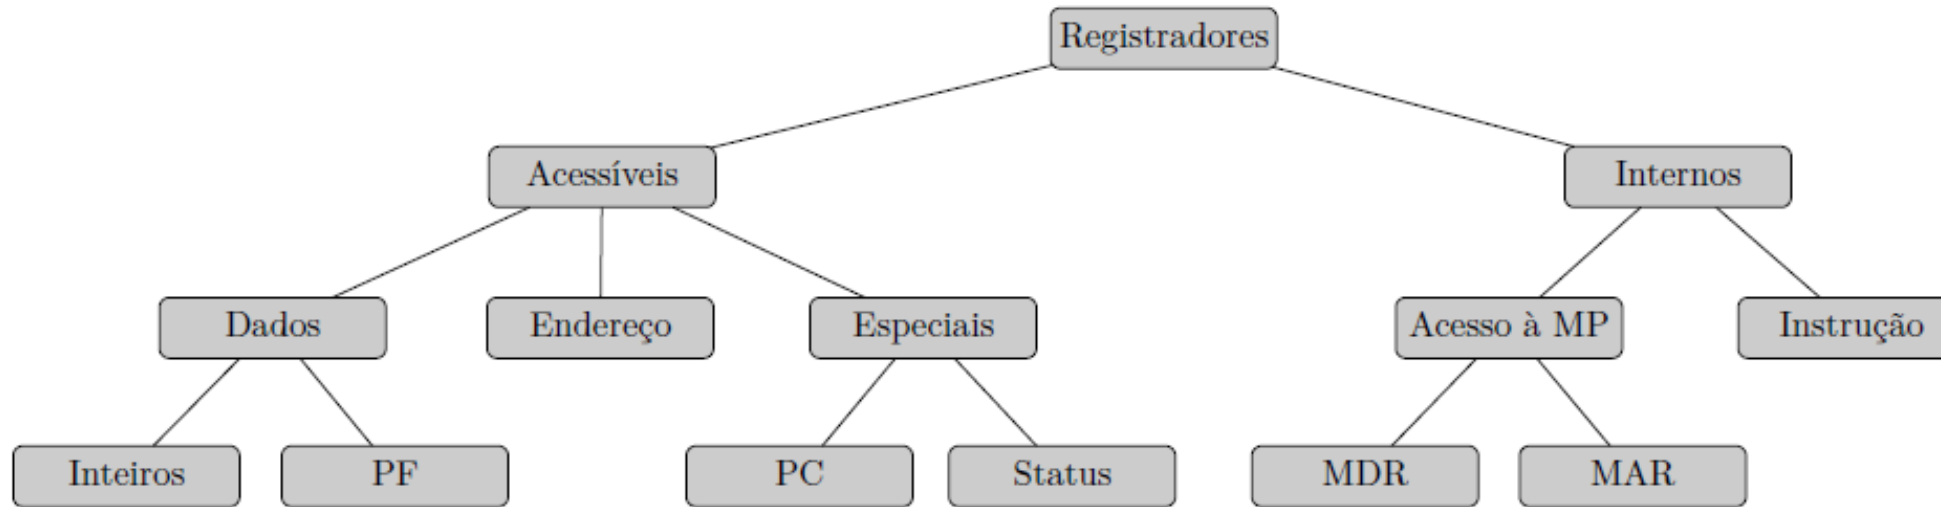 Registradores
Acessíveis
Internos
Dados
Endereço
Especiais
Acesso à MP
Instrução
Inteiros
PF
PC
Status
MDR
MAR